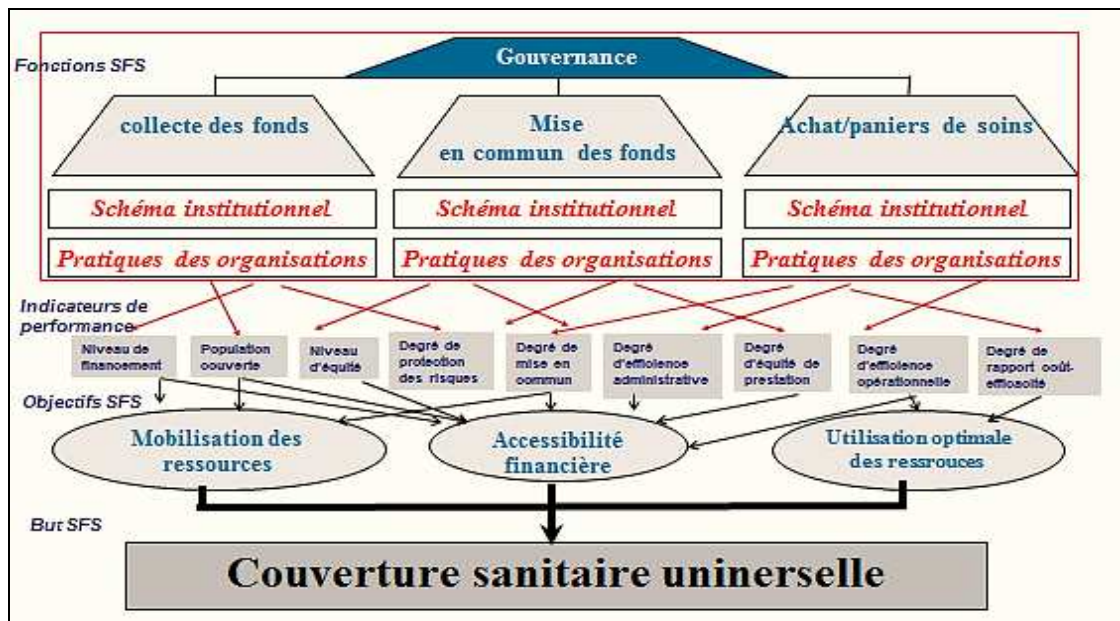 Gouvernance
Fonctions SFS
collecte des fonds
Mise
en commun des fonds
Achat/paniers de soins
Schéma institutionnel
Schéma institutionnel
Schéma institutionnel
Pratiques des organisations
Pratiques des organisations
Pratiques des organisations
Indicateurs de
performance
Niveau de
financement
Population
couverte
Niveau
d'équité
Degré de
protection
des risques
Degré de
mise en
commun
Degré
d'efficience
administrative
Degré
d'équité de
prestation
Degré
d'efficience
opérationnelle
Degré de
rapport coût-
efficacité
Objectifs SFS
Mobilisation des
ressources
Accessibilité
financière
Utilisation optimale
des ressrouces
But SFS
Couverture sanitaire uninerselle